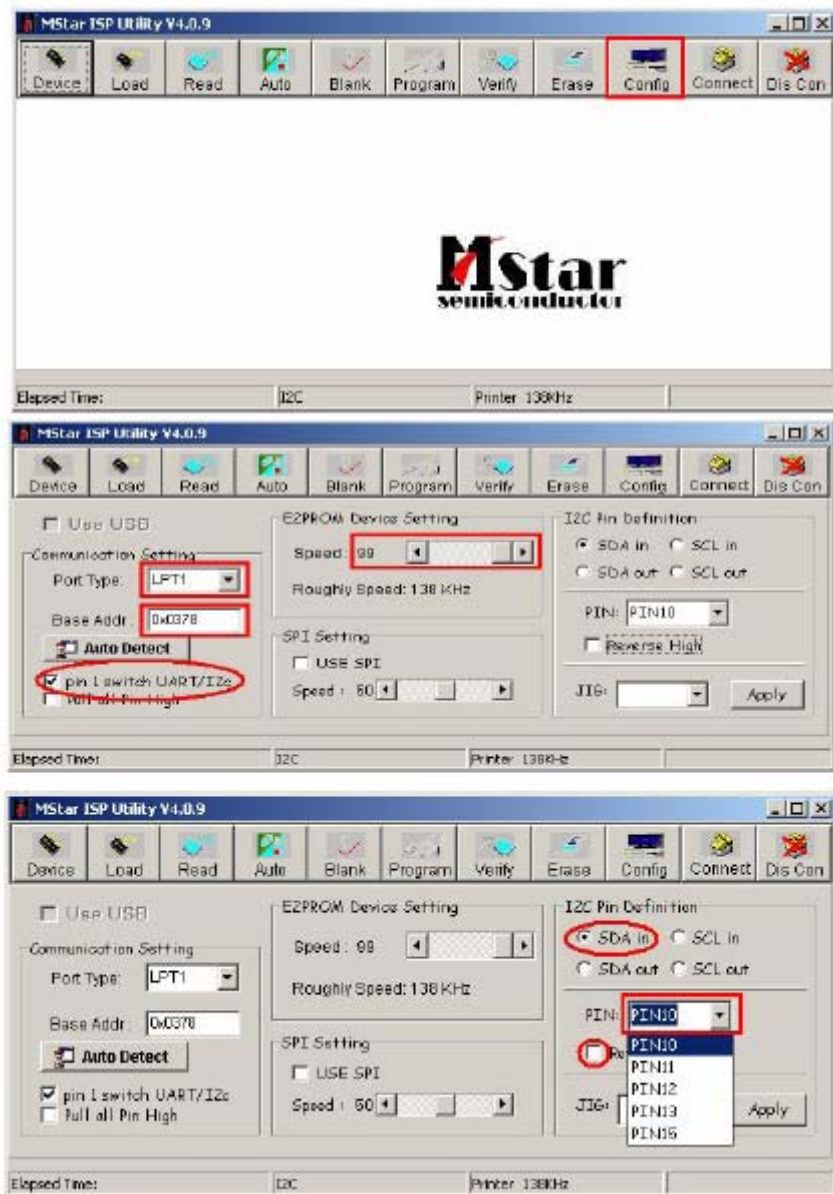 MStar ISP Utility V4.0.9
Device Load Read Auto Blank Program Verify Erase Config Connect Dis Con
MStar
semiconductor
Elapsed Time: I2C Printer 138KHz
MStar ISP Utility V4.0.9
Device Load Read Auto Blank Program Verify Erase Config Connect Dis Con
Use USB
Communication Setting
Port Type: LPT1
Base Addr: 0x0378
Auto Detect
pin 1 switch UART/I2c
Pull all Pin High
E2PROM Device Setting
Speed: 99
Roughly Speed: 138 KHz
SPI Setting
USE SPI
Speed : 50
I2C Pin Definition
SDA in SCL in
SDA out SCL out
PIN: PIN10
Reverse High
JIG: Apply
Elapsed Time: I2C Printer 138KHz
MStar ISP Utility V4.0.9
Device Load Read Auto Blank Program Verify Erase Config Connect Dis Con
Use USB
Communication Setting
Port Type: LPT1
Base Addr: 0x0378
Auto Detect
pin 1 switch UART/I2c
Pull all Pin High
E2PROM Device Setting
Speed: 99
Roughly Speed: 138 KHz
SPI Setting
USE SPI
Speed : 50
I2C Pin Definition
SDA in SCL in
SDA out SCL out
PIN: PIN10
Re
PIN10
PIN11
PIN12
PIN13
PIN15
JIG: Apply
Elapsed Time: I2C Printer 138KHz